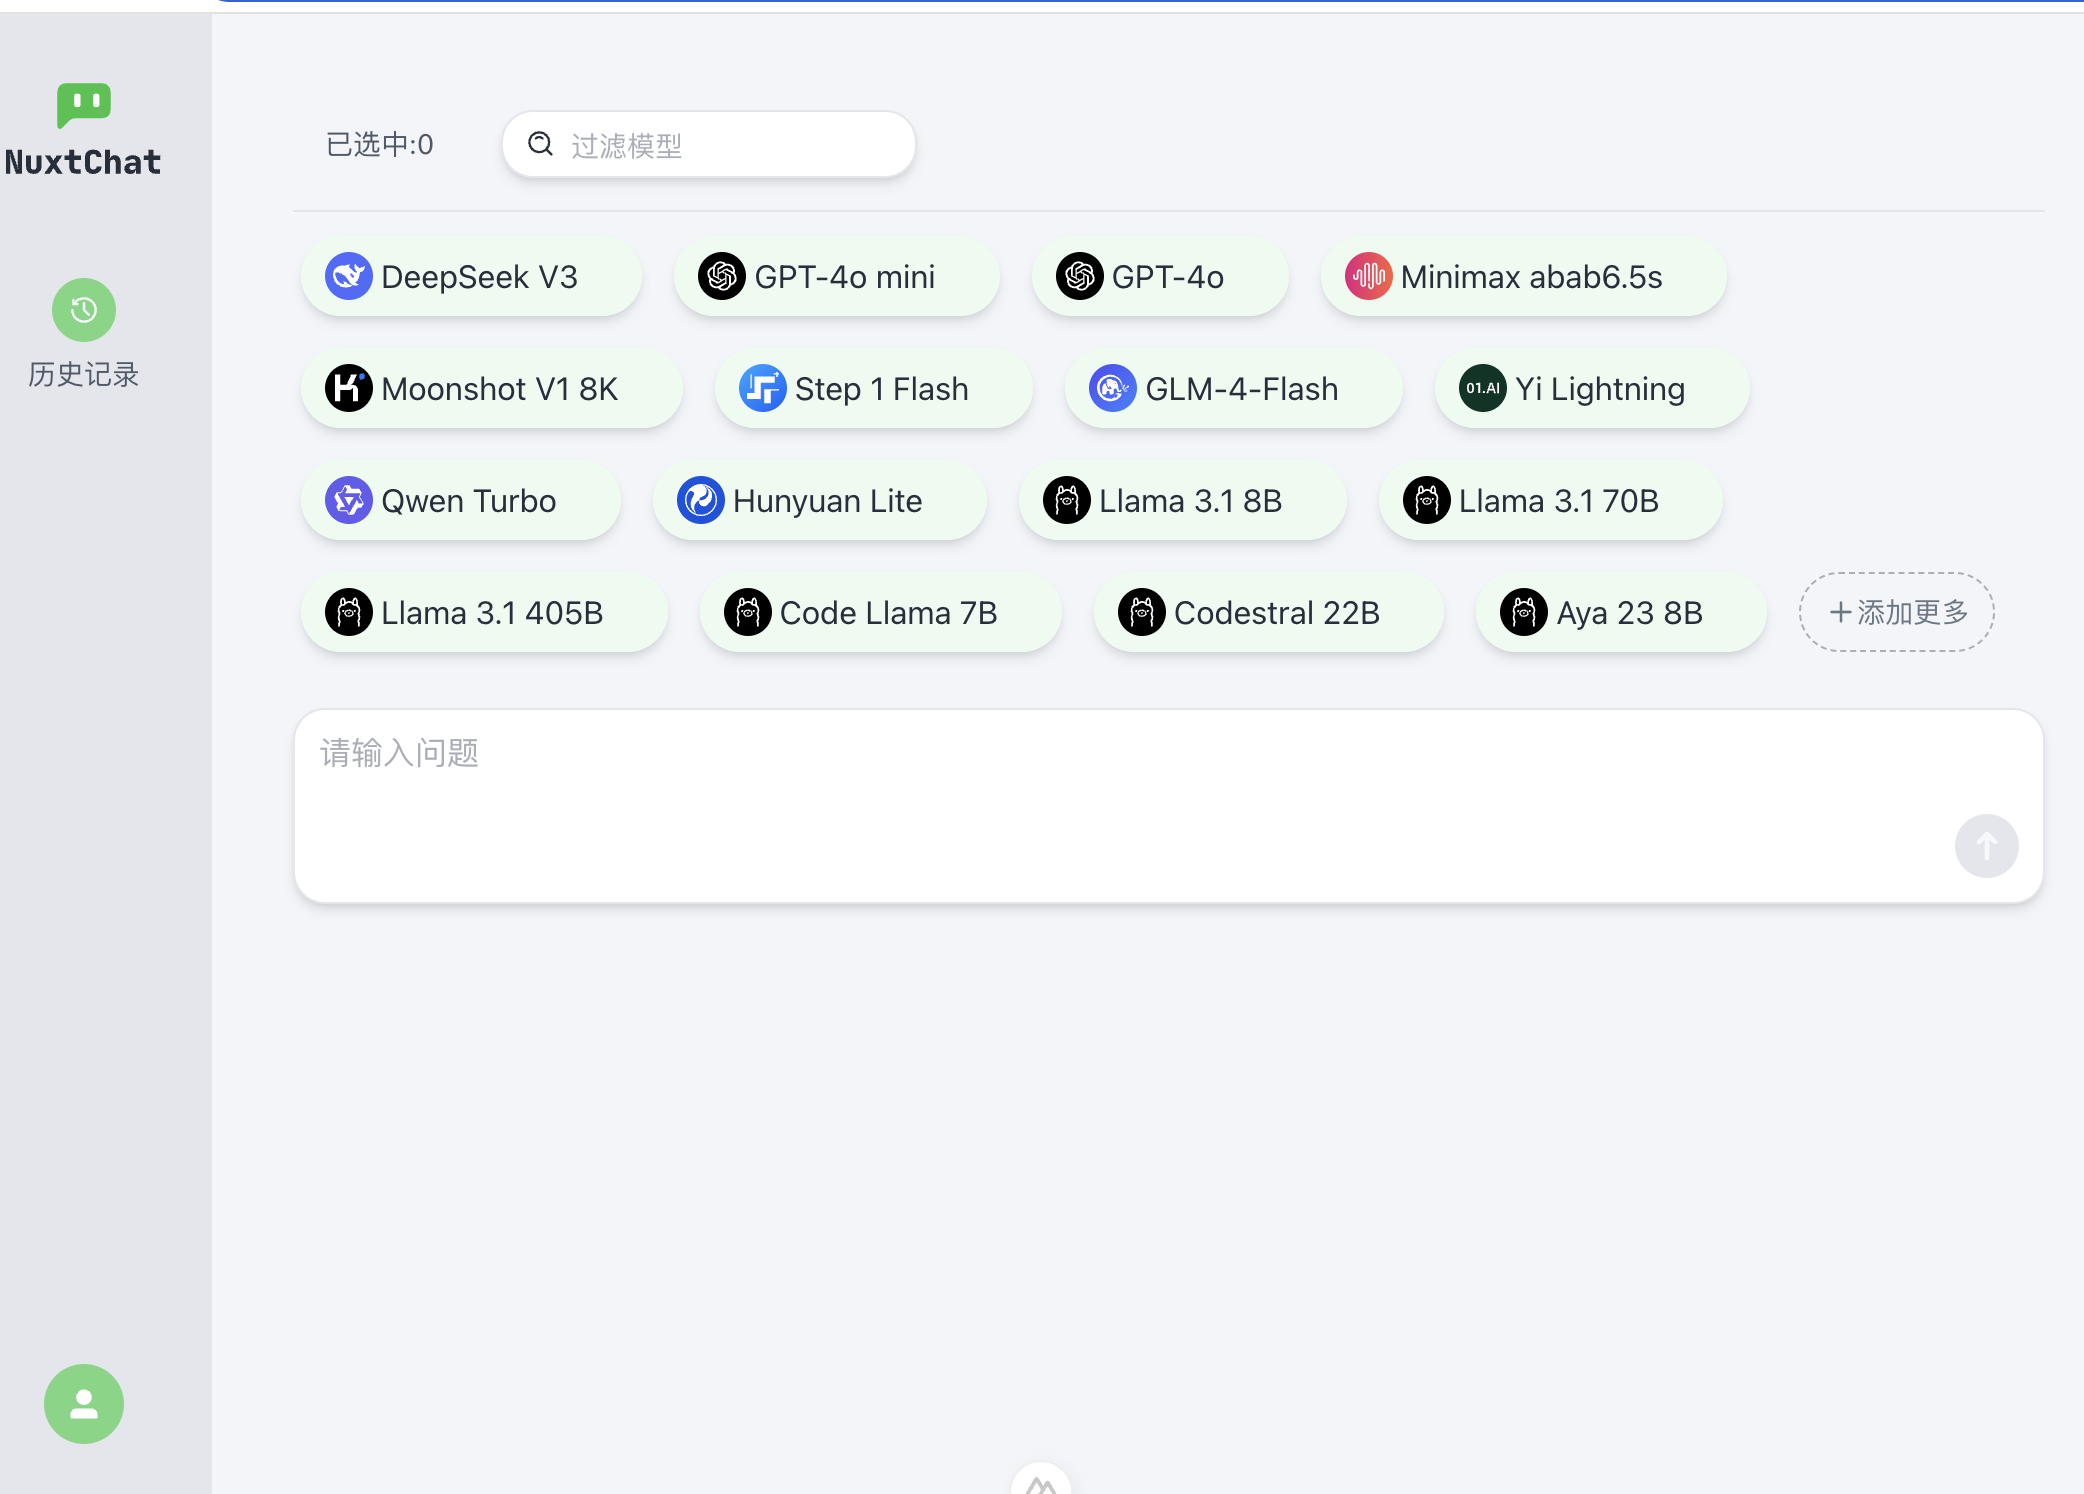 NuxtChat
历史记录
已选中:0
过滤模型
DeepSeek V3
GPT-4o mini
GPT-4o
Minimax abab6.5s
Moonshot V1 8K
Step 1 Flash
GLM-4-Flash
01.AI
Yi Lightning
Qwen Turbo
Hunyuan Lite
Llama 3.1 8B
Llama 3.1 70B
Llama 3.1 405B
Code Llama 7B
Codestral 22B
Aya 23 8B
+添加更多
请输入问题